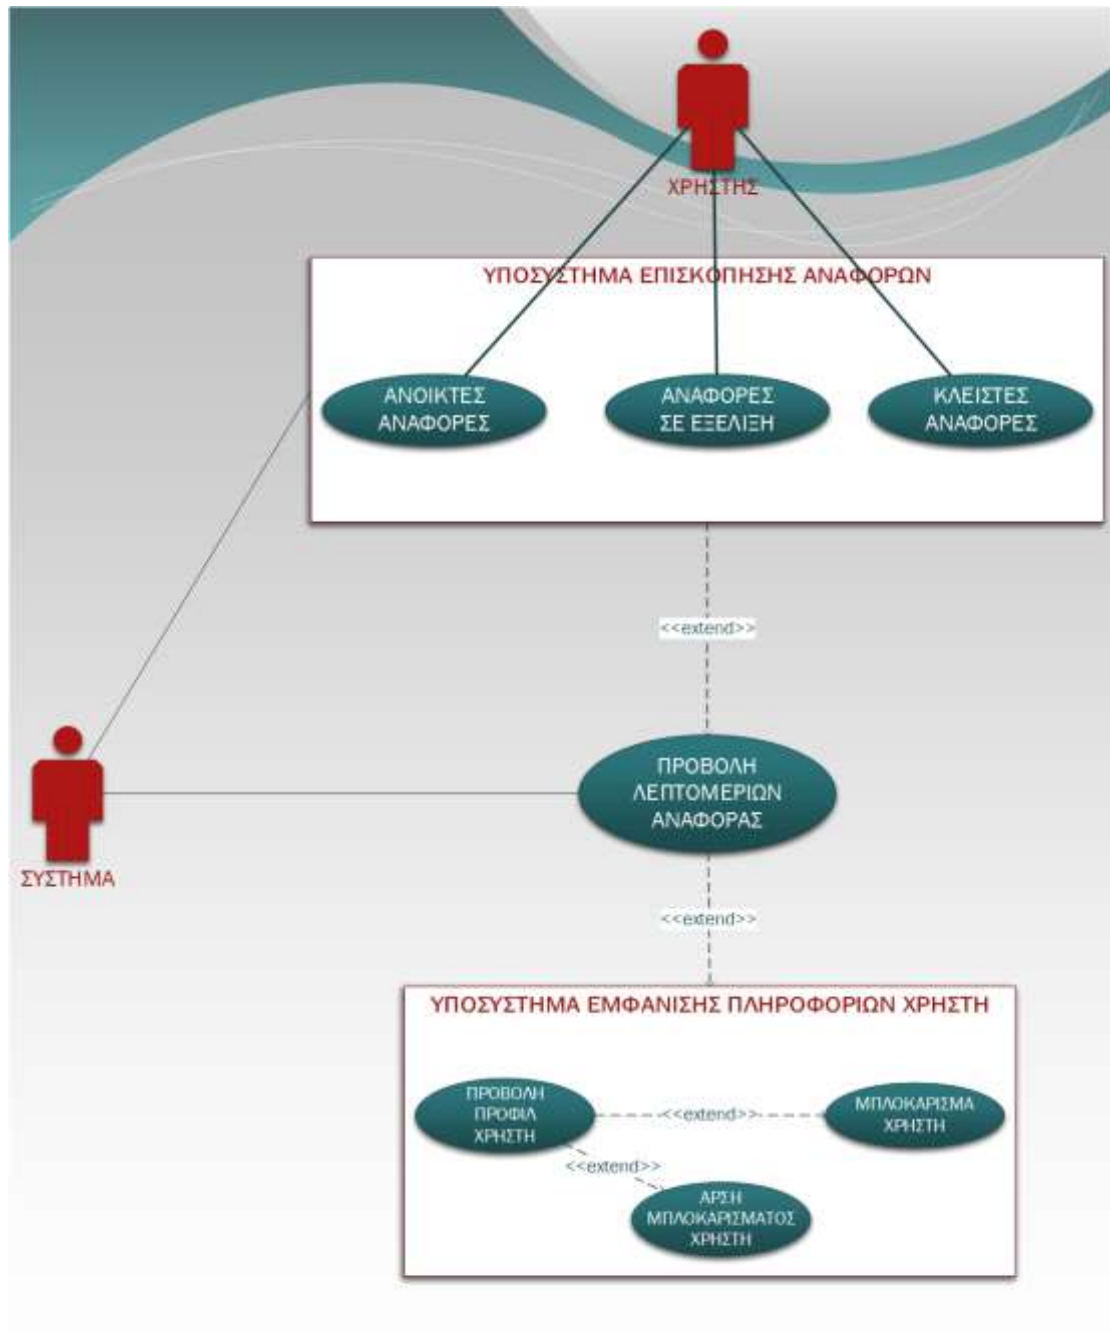 ΧΡΗΣΤΗΣ
ΥΠΟΣΥΣΤΗΜΑ ΕΠΙΣΚΟΠΗΣΗΣ ΑΝΑΦΟΡΩΝ
ΑΝΟΙΚΤΕΣ
ΑΝΑΦΟΡΕΣ
ΑΝΑΦΟΡΕΣ
ΣΕ ΕΞΕΛΙΞΗ
ΚΛΕΙΣΤΕΣ
ΑΝΑΦΟΡΕΣ
<<extend>>
ΠΡΟΒΟΛΗ
ΛΕΠΤΟΜΕΡΙΩΝ
ΑΝΑΦΟΡΑΣ
ΣΥΣΤΗΜΑ
<<extend>>
ΥΠΟΣΥΣΤΗΜΑ ΕΜΦΑΝΙΣΗΣ ΠΛΗΡΟΦΟΡΙΩΝ ΧΡΗΣΤΗ
ΠΡΟΒΟΛΗ
ΠΡΟΦΙΛ
ΧΡΗΣΤΗ
<<extend>>
ΜΠΛΟΚΑΡΙΣΜΑ
ΧΡΗΣΤΗ
<<extend>>
ΑΡΣΗ
ΜΠΛΟΚΑΡΙΣΜΑΤΟΣ
ΧΡΗΣΤΗ